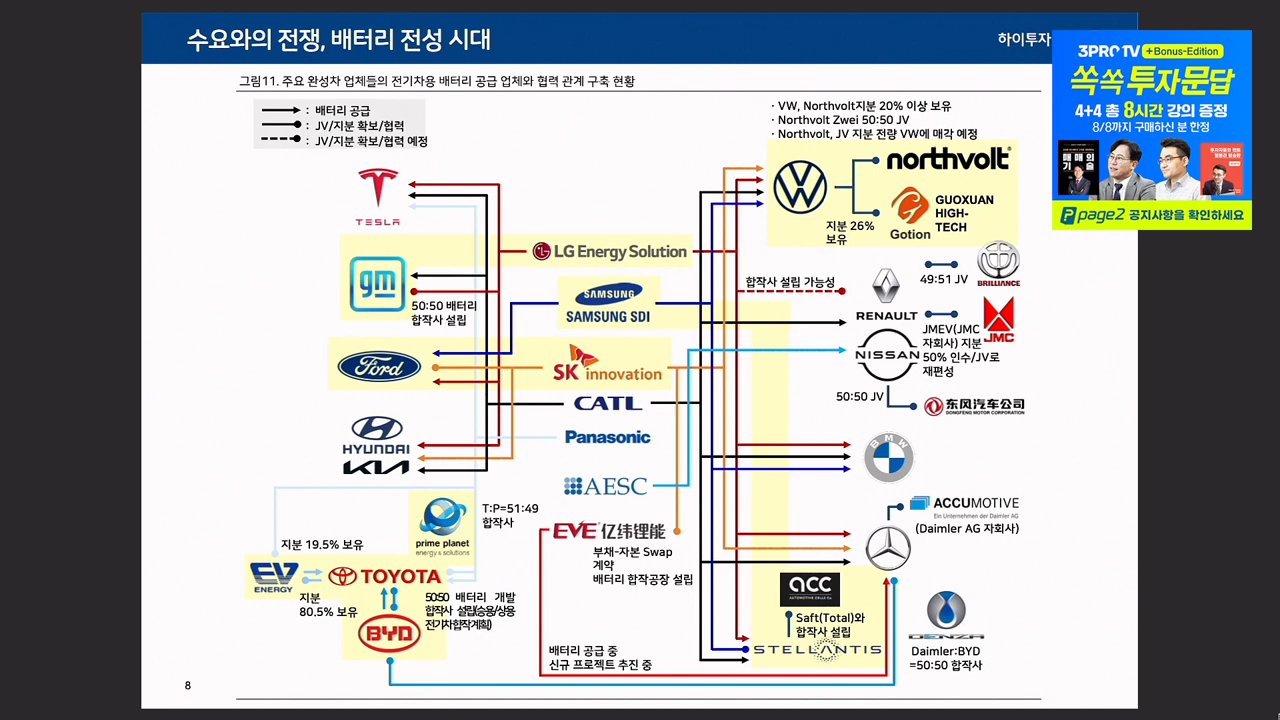 수요와의 전쟁, 배터리 전성 시대
하이투자
3PROTV +Bonus-Edition
쏙쏙 투자문답
4+4 총 8시간 강의 증정
8/8까지 구매하신 분 한정
매매의
기술
page2 공지사항을 확인하세요
그림11. 주요 완성차 업체들의 전기차용 배터리 공급 업체와 협력 관계 구축 현황
: 배터리 공급
: JV/지분 확보/협력
: JV/지분 확보/협력 예정
· VW, Northvolt지분 20% 이상 보유
· Northvolt Zwei 50:50 JV
· Northvolt, JV 지분 전량 VW에 매각 예정
TESLA
northvolt
GUOXUAN
HIGH-
TECH
Gotion
지분 26%
보유
LG Energy Solution
gm
50:50 배터리
합작사 설립
SAMSUNG
SAMSUNG SDI
합작사 설립 가능성
RENAULT
49:51 JV
BRILLIANCE
JMC
JMEV(JMC
자회사) 지분
50% 인수/JV로
재편성
NISSAN
50:50 JV
东风汽车公司
DONGFENG MOTOR CORPORATION
Ford
SK innovation
CATL
Panasonic
AESC
HYUNDAI
KIA
BMW
prime planet
energy & solutions
T:P=51:49
합작사
EVE 亿纬锂能
부채-자본 Swap
계약
배터리 합작공장 설립
ACCUMOTIVE
Ein Unternehmen der Daimler AG
(Daimler AG 자회사)
지분 19.5% 보유
EV
ENERGY
TOYOTA
지분
80.5% 보유
50:50 배터리 개발
합작사 설립(승용/상용
전기차합작계획)
BYD
acc
AUTOMOTIVE CELLS Co
Saft(Total)와
합작사 설립
STELLANTIS
DENZA
Daimler:BYD
=50:50 합작사
배터리 공급 중
신규 프로젝트 추진 중
8